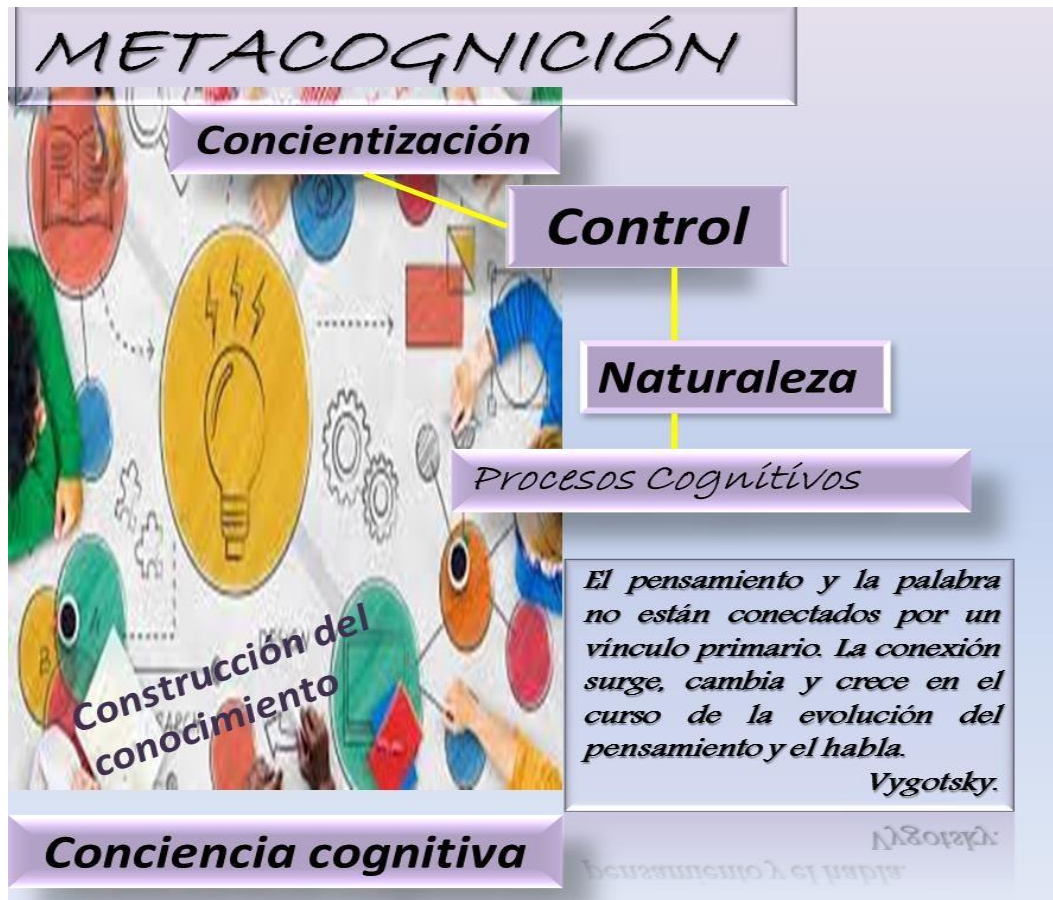 METACOGNICIÓN
Concientización
Control
Naturaleza
Procesos Cognitivos
El pensamiento y la palabra
no están conectados por un
vínculo primario. La conexión
surge, cambia y crece en el
curso de la evolución del
pensamiento y el habla.
Vygotsky.
Construcción del
conocimiento
Conciencia cognitiva